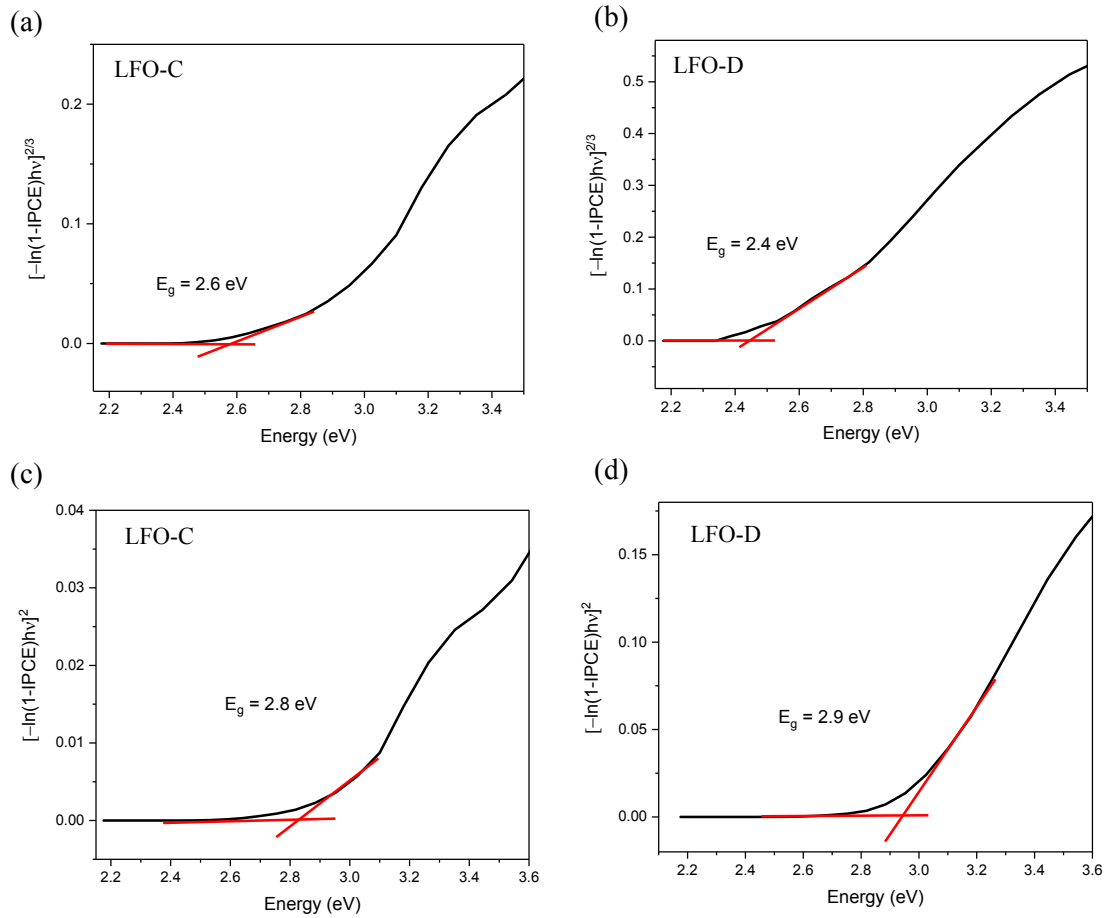 (a)
LFO-C
E_g = 2.6 eV
[−ln(1-IPCE)hν]^2/3
0.2
0.1
0.0
2.2 2.4 2.6 2.8 3.0 3.2 3.4
Energy (eV)
(b)
LFO-D
E_g = 2.4 eV
[−ln(1-IPCE)hν]^2/3
0.5
0.4
0.3
0.2
0.1
0.0
2.2 2.4 2.6 2.8 3.0 3.2 3.4
Energy (eV)
(c)
LFO-C
E_g = 2.8 eV
[−ln(1-IPCE)hν]^2
0.04
0.03
0.02
0.01
0.00
2.2 2.4 2.6 2.8 3.0 3.2 3.4 3.6
Energy (eV)
(d)
LFO-D
E_g = 2.9 eV
[−ln(1-IPCE)hν]^2
0.15
0.10
0.05
0.00
2.2 2.4 2.6 2.8 3.0 3.2 3.4 3.6
Energy (eV)